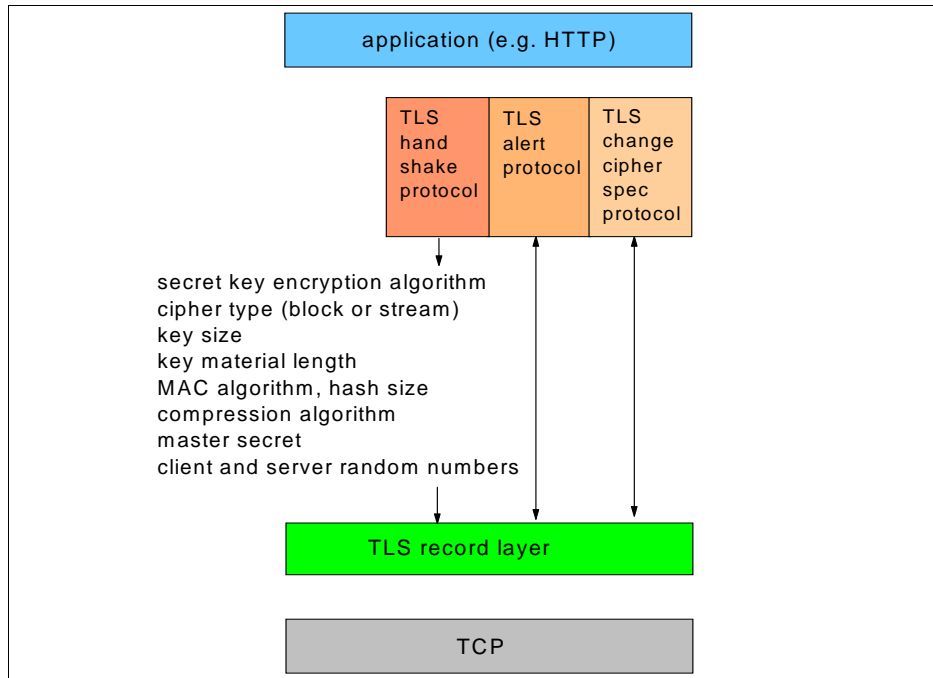 application (e.g. HTTP)
TLS
hand
shake
protocol
TLS
alert
protocol
TLS
change
cipher
spec
protocol
secret key encryption algorithm
cipher type (block or stream)
key size
key material length
MAC algorithm, hash size
compression algorithm
master secret
client and server random numbers
TLS record layer
TCP